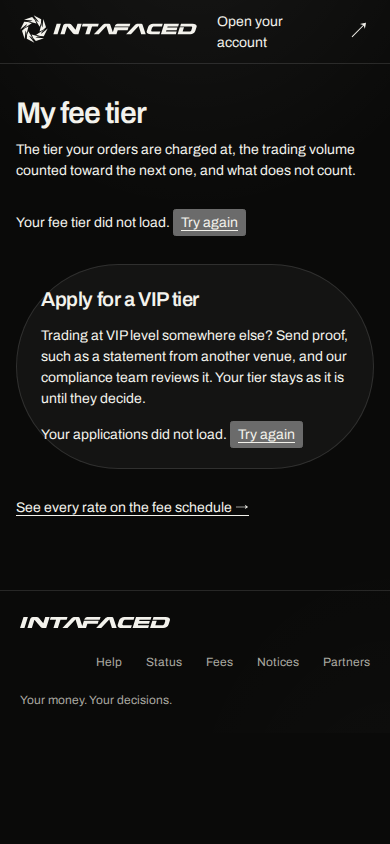 INTAFACED
Open your
account
My fee tier
The tier your orders are charged at, the trading volume
counted toward the next one, and what does not count.
Your fee tier did not load. Try again
Apply for a VIP tier
Trading at VIP level somewhere else? Send proof,
such as a statement from another venue, and our
compliance team reviews it. Your tier stays as it is
until they decide.
Your applications did not load. Try again
See every rate on the fee schedule →
INTAFACED
Help Status Fees Notices Partners
Your money. Your decisions.